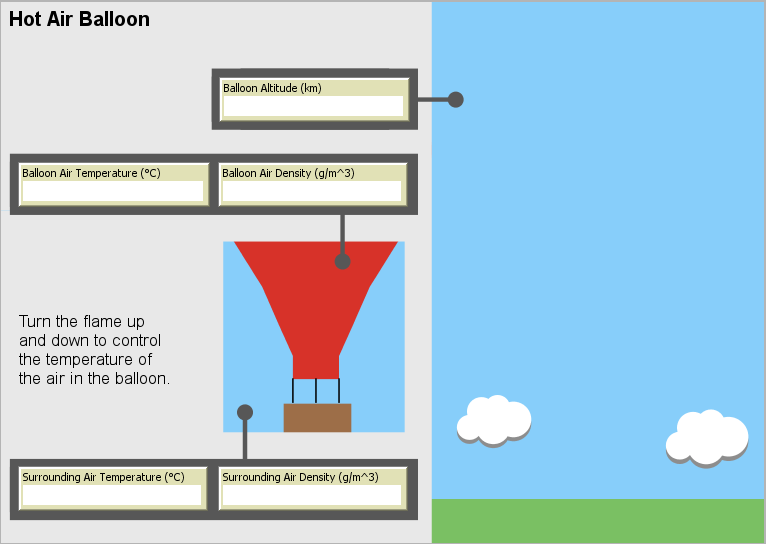 Hot Air Balloon
Balloon Altitude (km)
Balloon Air Temperature (°C)
Balloon Air Density (g/m^3)
Turn the flame up
and down to control
the temperature of
the air in the balloon.
Surrounding Air Temperature (°C)
Surrounding Air Density (g/m^3)